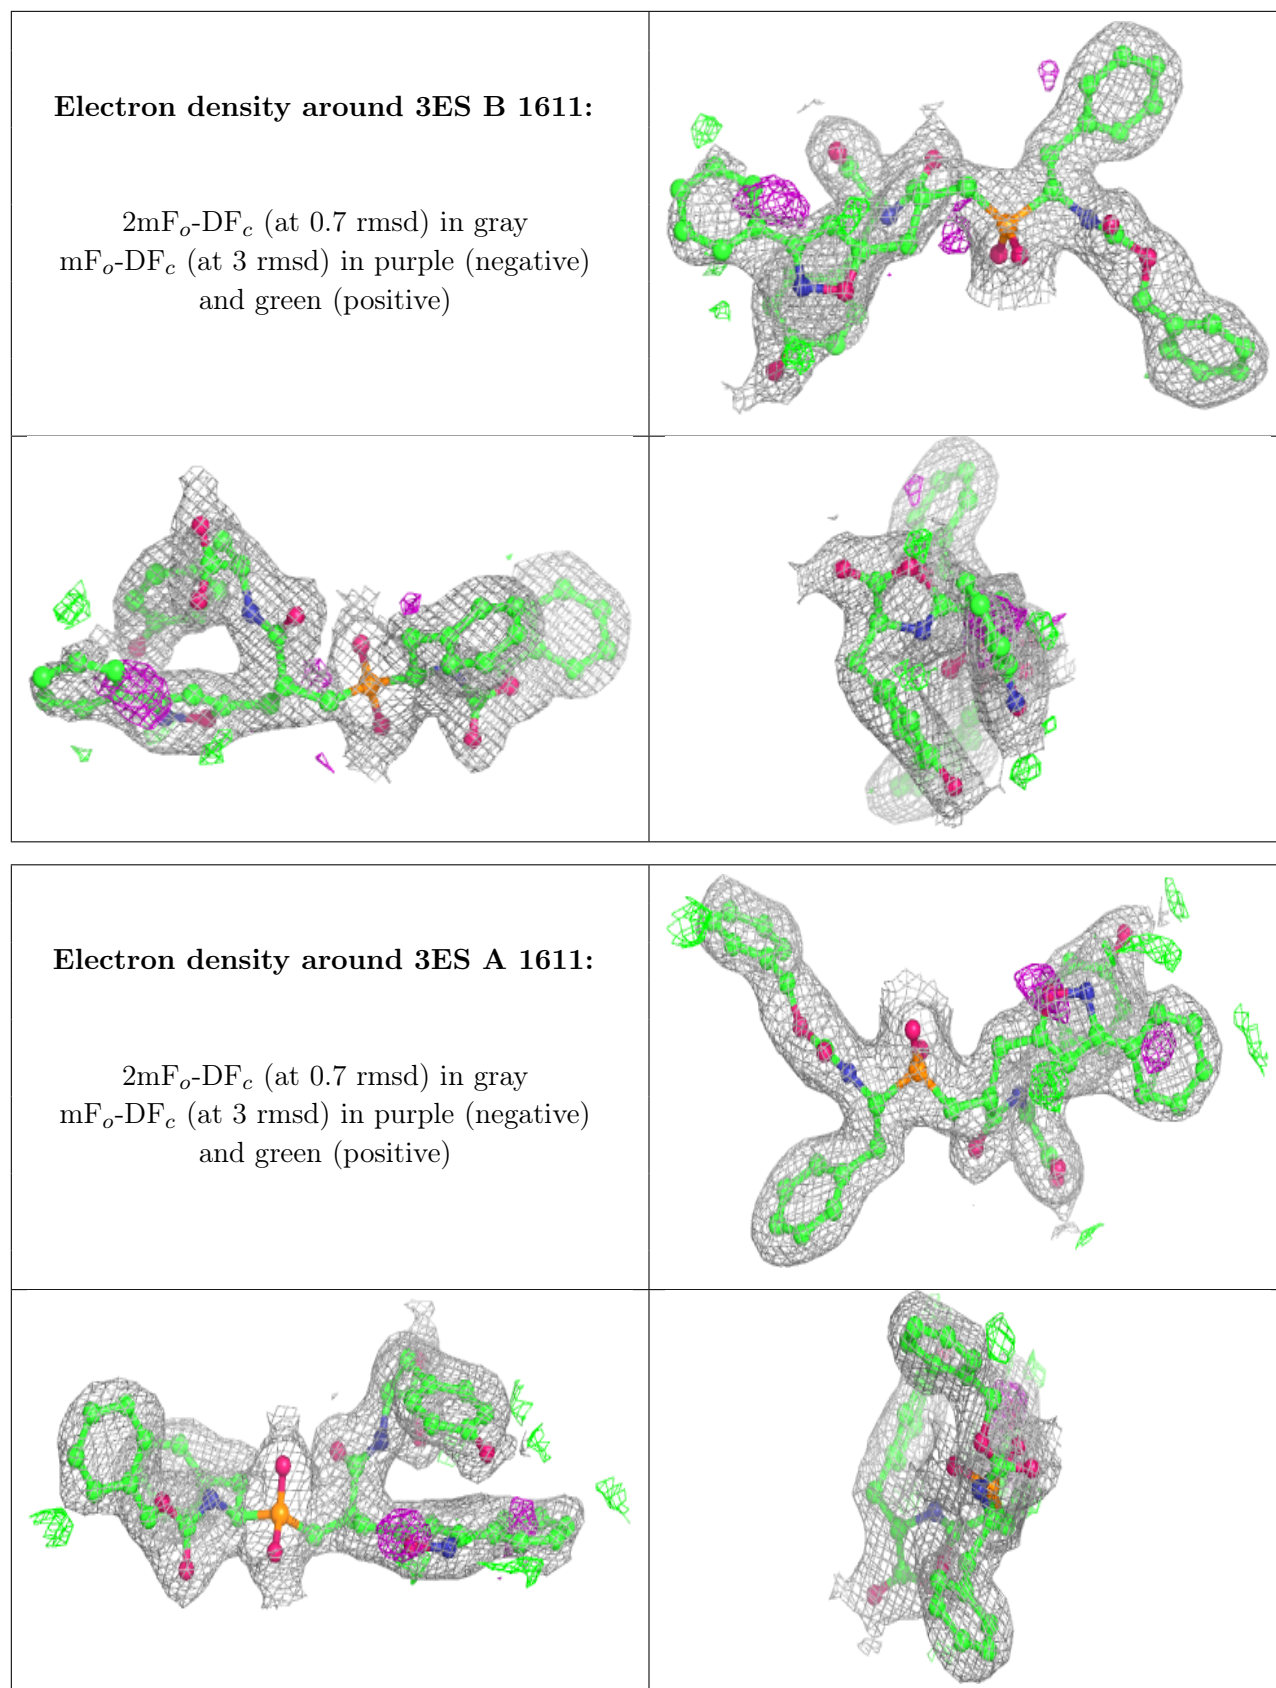 Electron density around 3ES B 1611:
2mFo-DFc (at 0.7 rmsd) in gray
mFo-DFc (at 3 rmsd) in purple (negative)
and green (positive)
Electron density around 3ES A 1611:
2mFo-DFc (at 0.7 rmsd) in gray
mFo-DFc (at 3 rmsd) in purple (negative)
and green (positive)